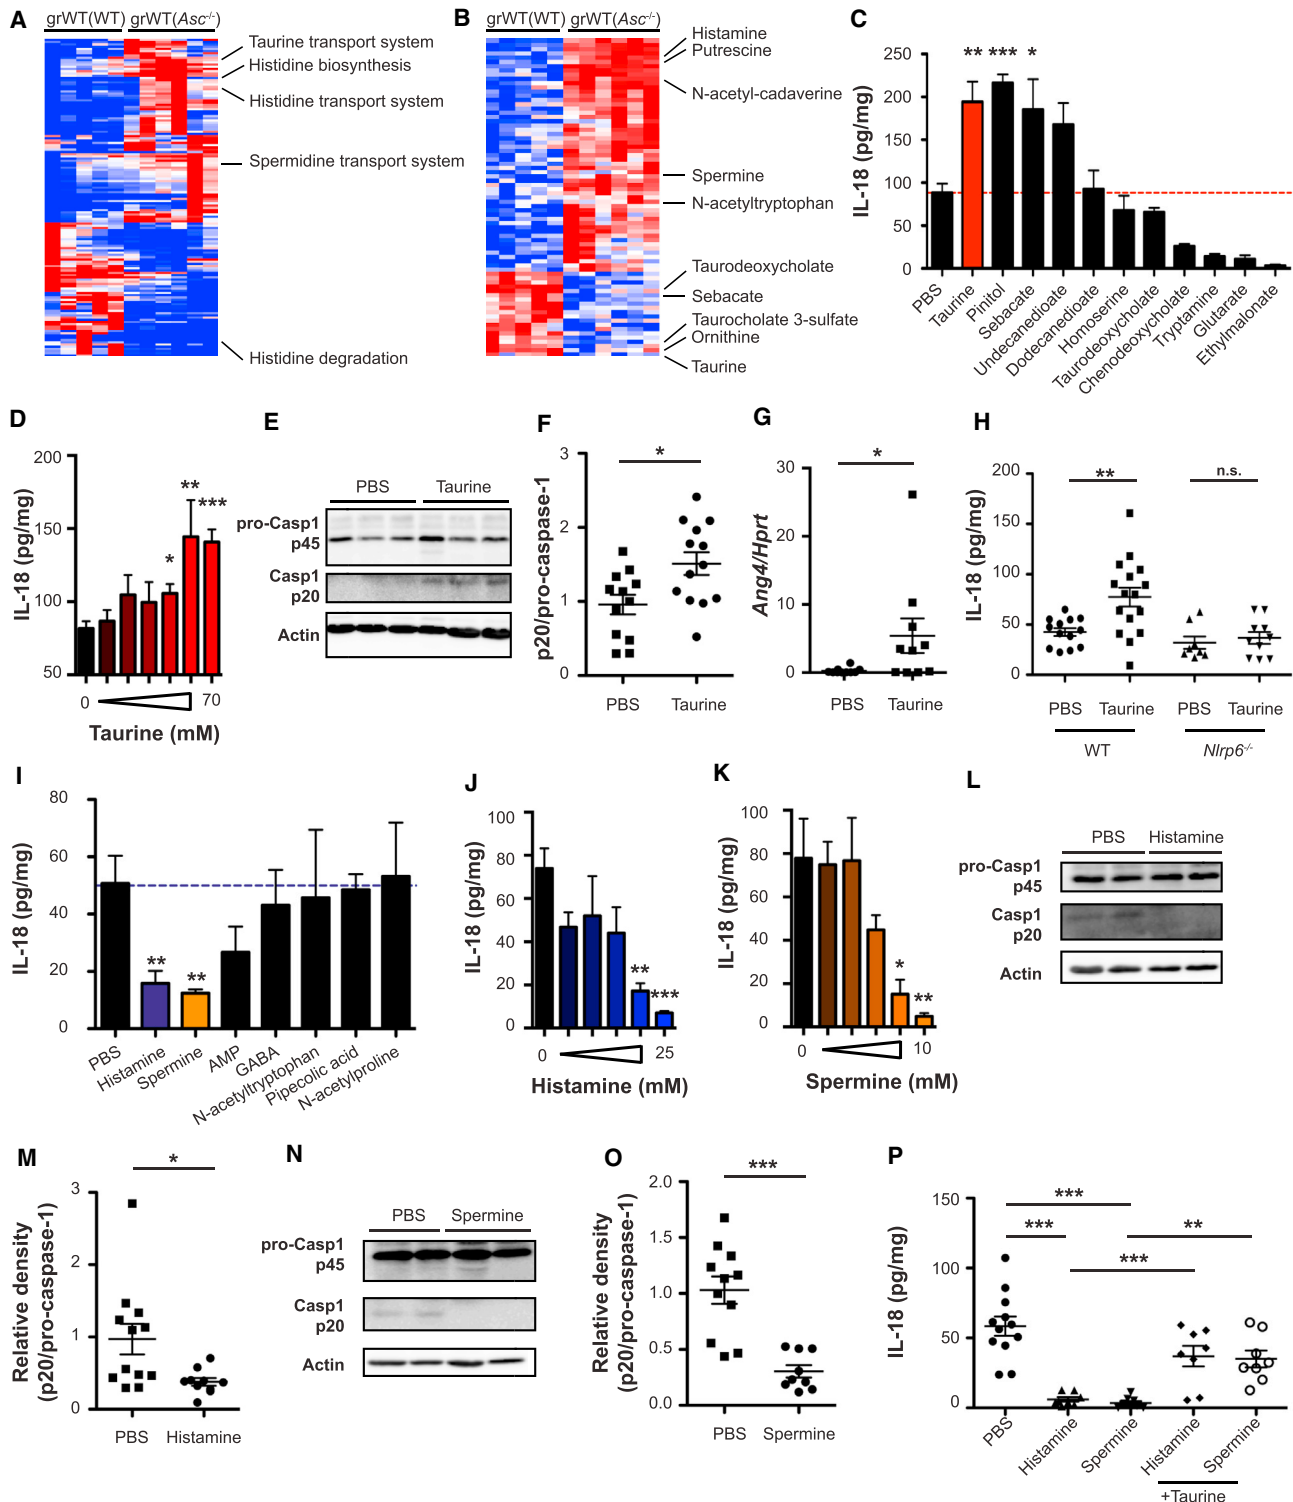 A
grWT(WT) grWT(Asc-/-)
Taurine transport system
Histidine biosynthesis
Histidine transport system
Spermidine transport system
Histidine degradation
B
grWT(WT) grWT(Asc-/-)
Histamine
Putrescine
N-acetyl-cadaverine
Spermine
N-acetyltryptophan
Taurodeoxycholate
Sebacate
Taurocholate 3-sulfate
Ornithine
Taurine
C
IL-18 (pg/mg)
250
200
150
100
50
0
** *** *
PBS
Taurine
Pinitol
Sebacate
Undecanedioate
Dodecanedioate
Homoserine
Taurodeoxycholate
Chenodeoxycholate
Tryptamine
Glutarate
Ethylmalonate
D
IL-18 (pg/mg)
200
150
100
50
* ** ***
0 70
Taurine (mM)
E
PBS Taurine
pro-Casp1
p45
Casp1
p20
Actin
F
p20/pro-caspase-1
3
2
1
0
*
PBS Taurine
G
Ang4/Hprt
30
20
10
0
*
PBS Taurine
H
IL-18 (pg/mg)
200
150
100
50
0
** n.s.
PBS Taurine PBS Taurine
WT Nlrp6-/-
I
IL-18 (pg/mg)
80
60
40
20
0
** **
PBS
Histamine
Spermine
AMP
GABA
N-acteyltryptophan
Pipecolic acid
N-acetylproline
J
IL-18 (pg/mg)
100
80
60
40
20
0
** ***
0 25
Histamine (mM)
K
IL-18 (pg/mg)
100
80
60
40
20
0
* **
0 10
Spermine (mM)
L
PBS Histamine
pro-Casp1
p45
Casp1
p20
Actin
M
Relative density
(p20/pro-caspase-1)
3
2
1
0
*
PBS Histamine
N
PBS Spermine
pro-Casp1
p45
Casp1
p20
Actin
O
Relative density
(p20/pro-caspase-1)
2.0
1.5
1.0
0.5
0.0
***
PBS Spermine
P
IL-18 (pg/mg)
150
100
50
0
***
*** **
***
PBS
Histamine
Spermine
Histamine
Spermine
+Taurine